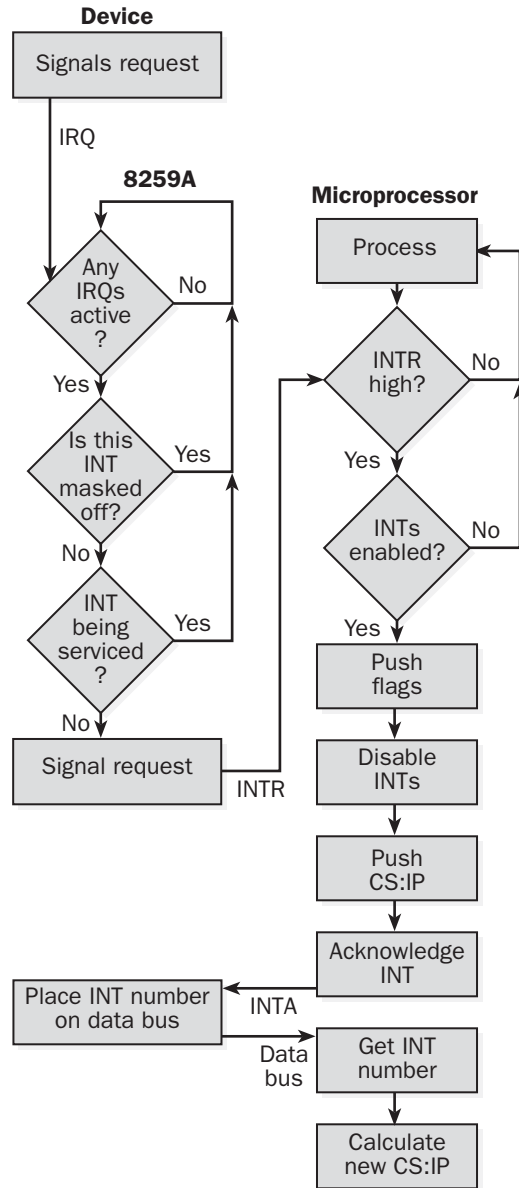 Device
Signals request
IRQ
8259A
Any
IRQs
active
?
No
Yes
Is this
INT
masked
off?
Yes
No
INT
being
serviced
?
Yes
No
Signal request
INTR
Microprocessor
Process
INTR
high?
No
Yes
INTs
enabled?
No
Yes
Push
flags
Disable
INTs
Push
CS:IP
Acknowledge
INT
INTA
Place INT number
on data bus
Data
bus
Get INT
number
Calculate
new CS:IP